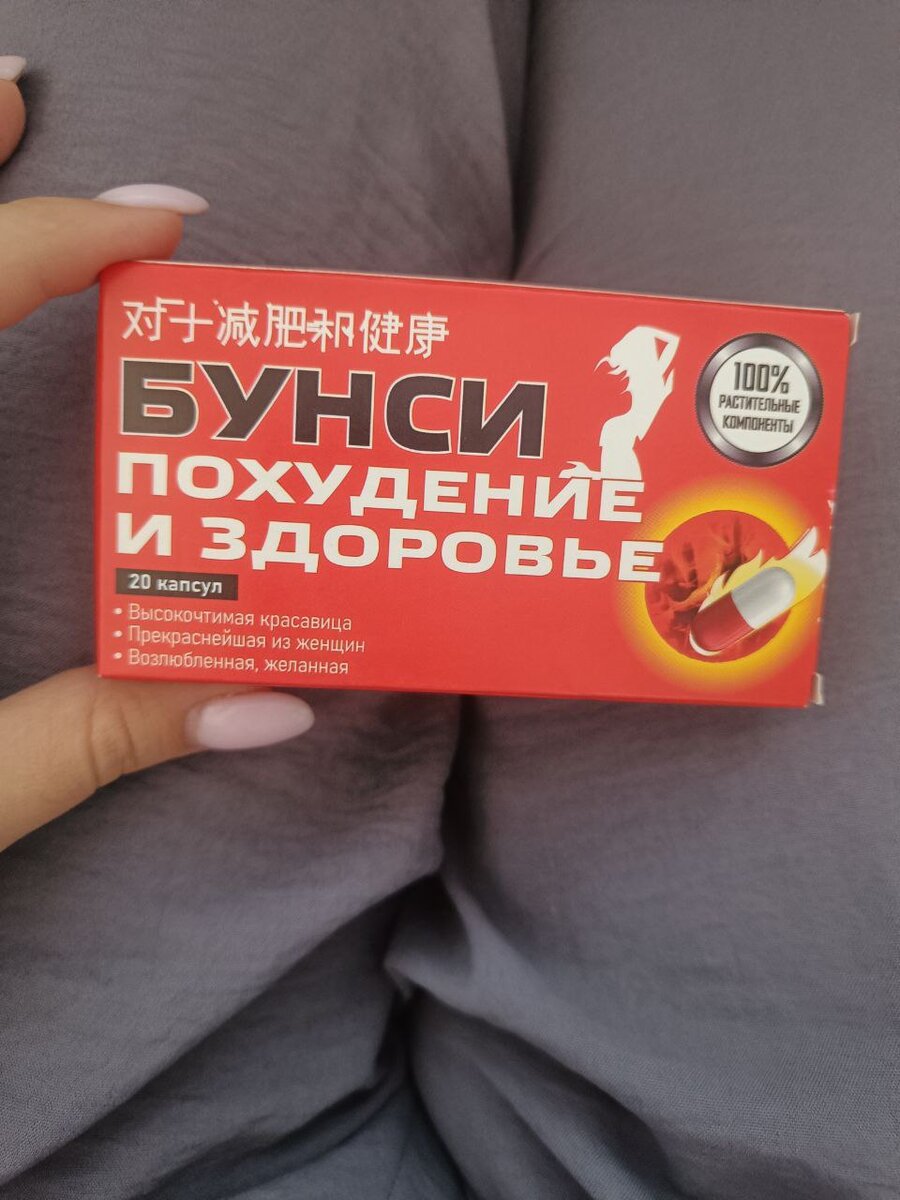 对于减肥和健康
БУНСИ
ПОХУДЕНИЕ
И ЗДОРОВЬЕ
20 капсул
• Высокочтимая красавица
• Прекраснейшая из женщин
• Возлюбленная, желанная
100%
РАСТИТЕЛЬНЫЕ
КОМПОНЕНТЫ